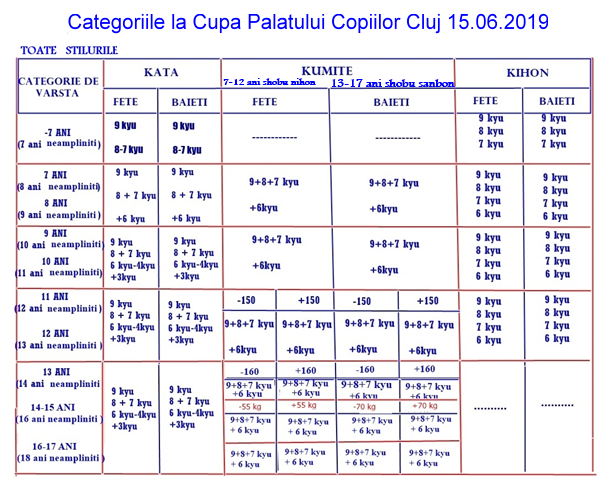 Categoriile la Cupa Palatului Copiilor Cluj 15.06.2019
TOATE STILURILE
CATEGORIE DE VARSTA
KATA
KUMITE
KIHON
7-12 ani shobu nihon
13-17 ani shobu sanbon
FETE BAIETI FETE BAIETI FETE BAIETI
-7 ANI
(7 ani neampliniti)
9 kyu 9 kyu
8-7 kyu 8-7 kyu
------------ ------------
9 kyu 9 kyu
8 kyu 8 kyu
7 kyu 7 kyu
7 ANI
(8 ani neampliniti)
8 ANI
(9 ani neampliniti)
9 kyu 9 kyu
8 + 7 kyu 8 + 7 kyu
+6 kyu +6 kyu
9+8+7 kyu 9+8+7 kyu
+6kyu +6kyu
9 kyu 9 kyu
8 kyu 8 kyu
7 kyu 7 kyu
6 kyu 6 kyu
9 ANI
(10 ani neampliniti)
10 ANI
(11 ani neampliniti)
9 kyu 9 kyu
8 + 7 kyu 8 + 7 kyu
6 kyu-4kyu 6 kyu-4kyu
+3kyu +3kyu
9+8+7 kyu 9+8+7 kyu
+6kyu +6kyu
9 kyu 9 kyu
8 kyu 8 kyu
7 kyu 7 kyu
6 kyu 6 kyu
11 ANI
(12 ani neampliniti)
12 ANI
(13 ani neampliniti)
9 kyu 9 kyu
8 + 7 kyu 8 + 7 kyu
6 kyu-4kyu 6 kyu-4kyu
+3kyu +3kyu
-150 +150 -150 +150
9+8+7 kyu 9+8+7 kyu 9+8+7 kyu 9+8+7 kyu
+6kyu +6kyu +6kyu +6kyu
9 kyu 9 kyu
8 kyu 8 kyu
7 kyu 7 kyu
6 kyu 6 kyu
13 ANI
(14 ani neampliniti
14-15 ANI
(16 ani neampliniti)
16-17 ANI
(18 ani neampliniti)
9 kyu 9 kyu
8 + 7 kyu 8 + 7 kyu
6 kyu-4kyu 6 kyu-4kyu
+3kyu +3kyu
-160 +160 -160 +160
9+8+7 kyu 9+8+7 kyu 9+8+7 kyu 9+8+7 kyu
+6 kyu + 6 kyu + 6 kyu + 6 kyu
-55 kg +55 kg -70 kg +70 kg
9+8+7 kyu 9+8+7 kyu 9+8+7 kyu 9+8+7 kyu
+ 6 kyu + 6 kyu + 6 kyu + 6 kyu
9+8+7 kyu 9+8+7 kyu 9+8+7 kyu 9+8+7 kyu
+ 6 kyu + 6 kyu + 6 kyu + 6 kyu
.......... ..........